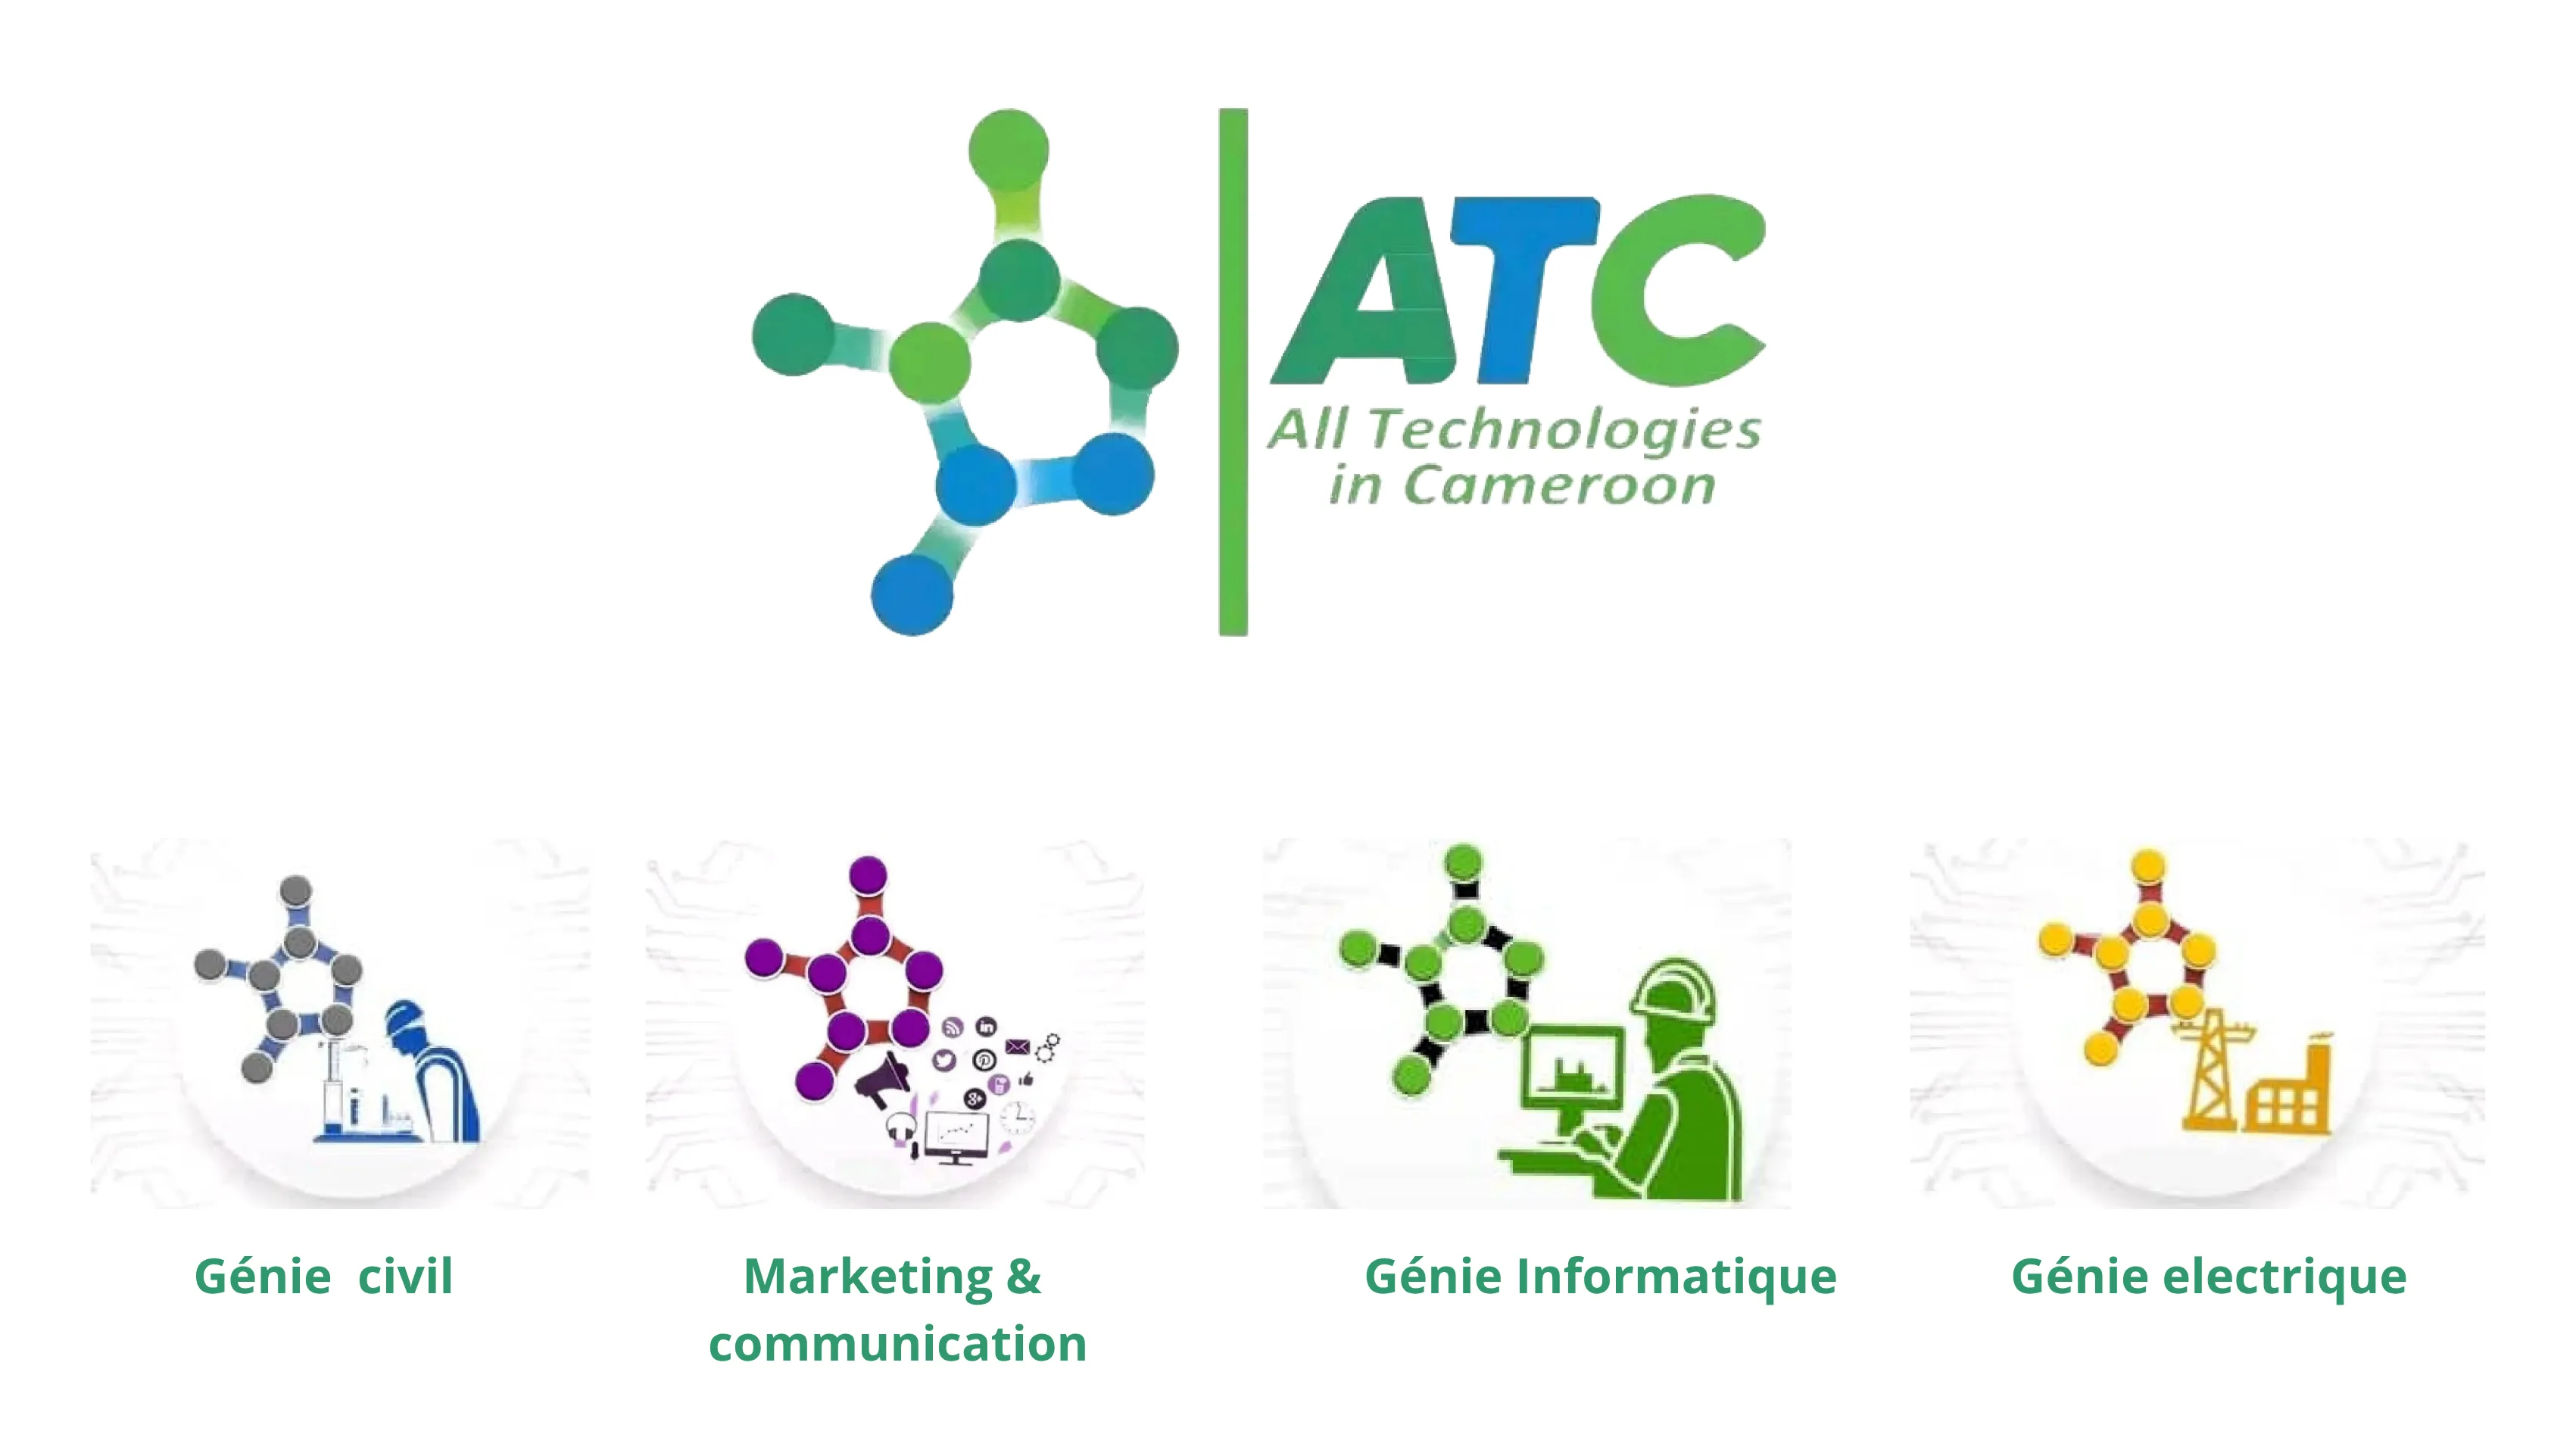 ATC
All Technologies
in Cameroon
Génie  civil
Marketing &
communication
Génie Informatique
Génie electrique